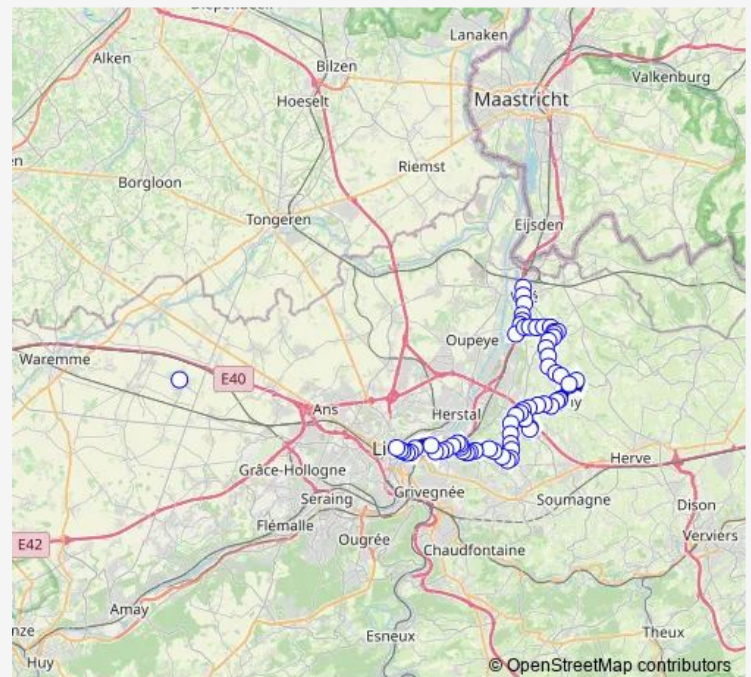 Lanaken
Alken
Bilzen
Valkenburg
Hoeselt
Maastricht
Riemst
Borgloon
Tongeren
Eijsden
Oupeye
Waremme
E40
Ans
Herstal
Herve
Grâce-Hollogne
Grivegnée
Seraing
Soumagne
Dison
Flémalle
Ougrée
Verviers
E42
Chaudfontaine
Amay
Esneux
Theux
Huy
© OpenStreetMap contributors